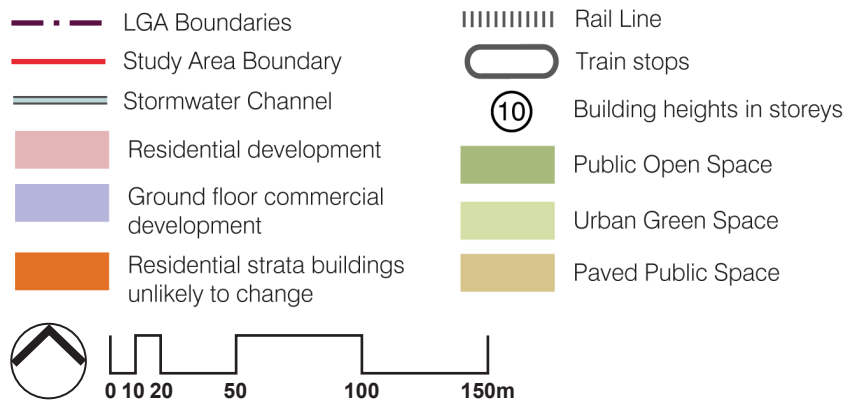 LGA Boundaries
Study Area Boundary
Stormwater Channel
Residential development
Ground floor commercial
development
Residential strata buildings
unlikely to change
Rail Line
Train stops
10 Building heights in storeys
Public Open Space
Urban Green Space
Paved Public Space
0 10 20 50 100 150m